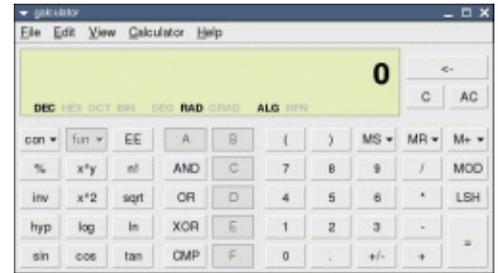 galculator
File Edit View Calculator Help
0
<-
DEC HEX OCT BIN DEG RAD GRAD ALG RPN
C AC
con fun EE A B ( ) MS MR M+
% x^y n! AND C 7 8 9 / MOD
inv x^2 sqrt OR D 4 5 6 * LSH
hyp log ln XOR E 1 2 3 -
=
sin cos tan CMP F 0 . +/- +